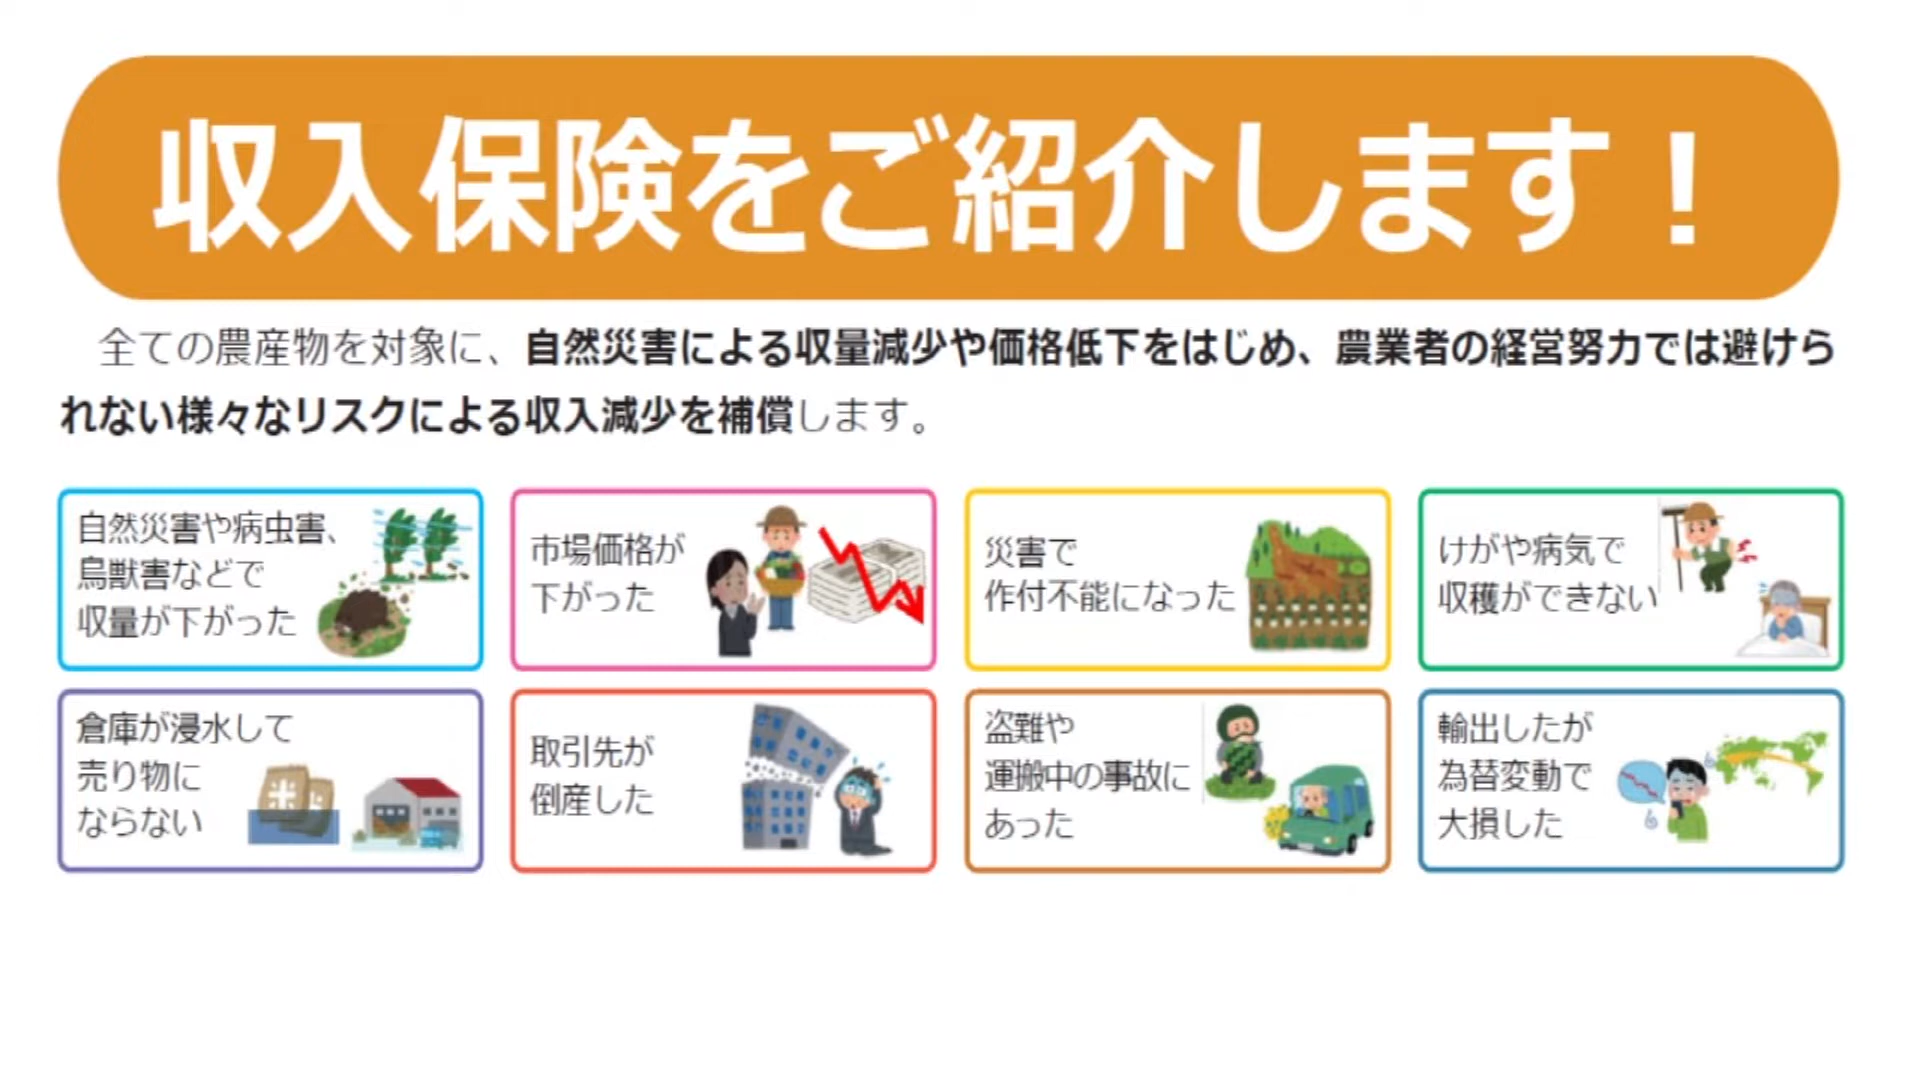 収入保険をご紹介します！
全ての農産物を対象に、自然災害による収量減少や価格低下をはじめ、農業者の経営努力では避けら
れない様々なリスクによる収入減少を補償します。
自然災害や病虫害、
鳥獣害などで
収量が下がった
市場価格が
下がった
災害で
作付不能になった
けがや病気で
収穫ができない
倉庫が浸水して
売り物に
ならない
米
取引先が
倒産した
盗難や
運搬中の事故に
あった
輸出したが
為替変動で
大損した